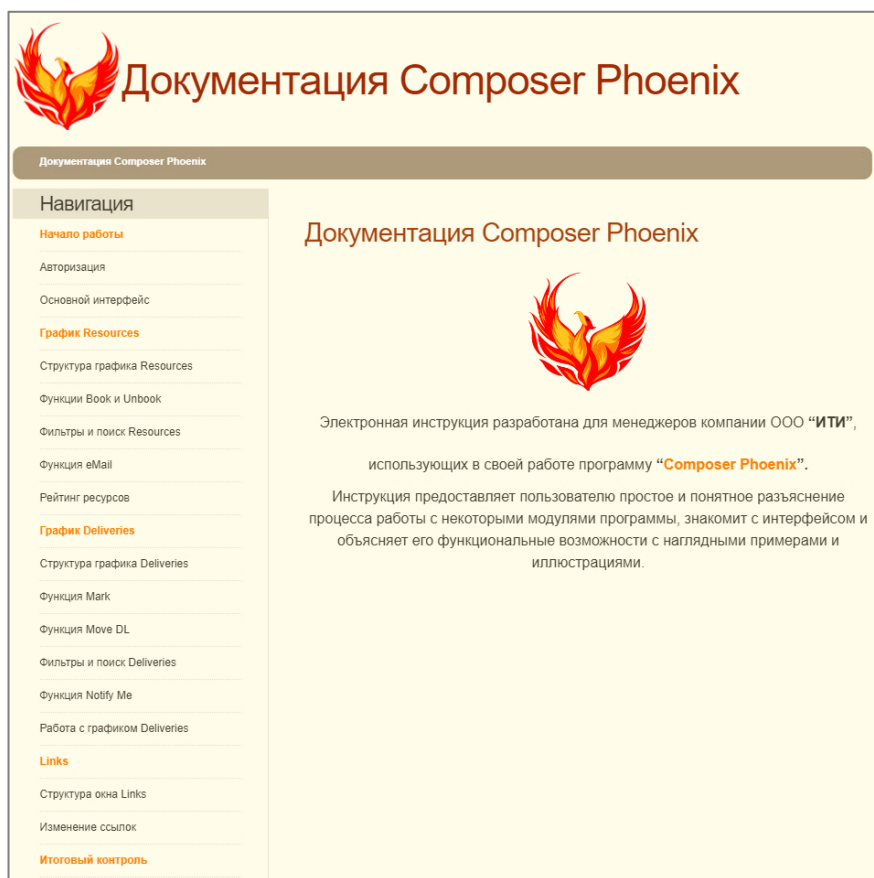 Документация Composer Phoenix
Документация Composer Phoenix
Навигация
Начало работы
Авторизация
Основной интерфейс
График Resources
Структура графика Resources
Функции Book и Unbook
Фильтры и поиск Resources
Функция eMail
Рейтинг ресурсов
График Deliveries
Структура графика Deliveries
Функция Mark
Функция Move DL
Фильтры и поиск Deliveries
Функция Notify Me
Работа с графиком Deliveries
Links
Структура окна Links
Изменение ссылок
Итоговый контроль
Документация Composer Phoenix
Электронная инструкция разработана для менеджеров компании ООО “ИТИ”,
использующих в своей работе программу “Composer Phoenix”.
Инструкция предоставляет пользователю простое и понятное разъяснение
процесса работы с некоторыми модулями программы, знакомит с интерфейсом и
объясняет его функциональные возможности с наглядными примерами и
иллюстрациями.